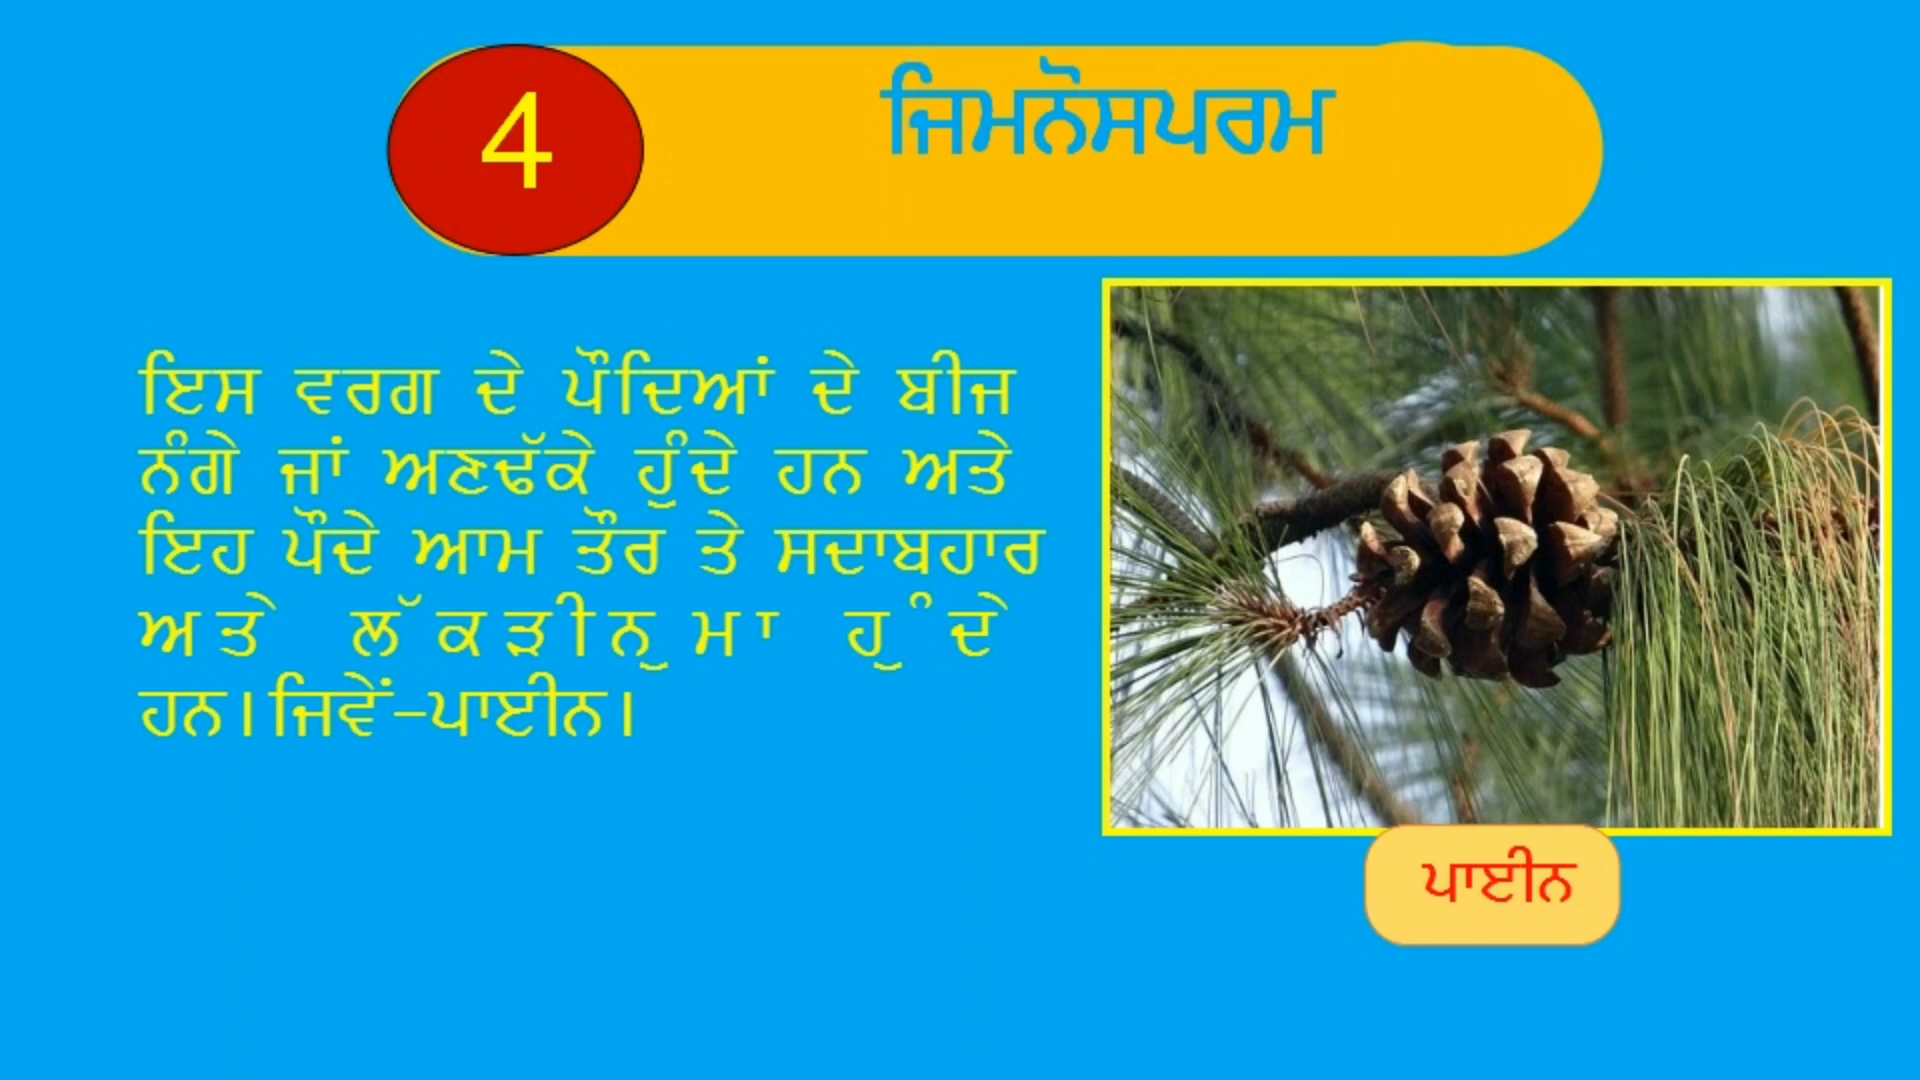 4
ਜਿਮਨੋਸਪਰਮ
ਇਸ ਵਰਗ ਦੇ ਪੌਦਿਆਂ ਦੇ ਬੀਜ
ਨੰਗੇ ਜਾਂ ਅਣਢੱਕੇ ਹੁੰਦੇ ਹਨ ਅਤੇ
ਇਹ ਪੌਦੇ ਆਮ ਤੌਰ ਤੇ ਸਦਾਬਹਾਰ
ਅਤੇ ਲੱਕੜੀਨੁਮਾ ਹੁੰਦੇ
ਹਨ।ਜਿਵੇਂ-ਪਾਈਨ।
ਪਾਈਨ